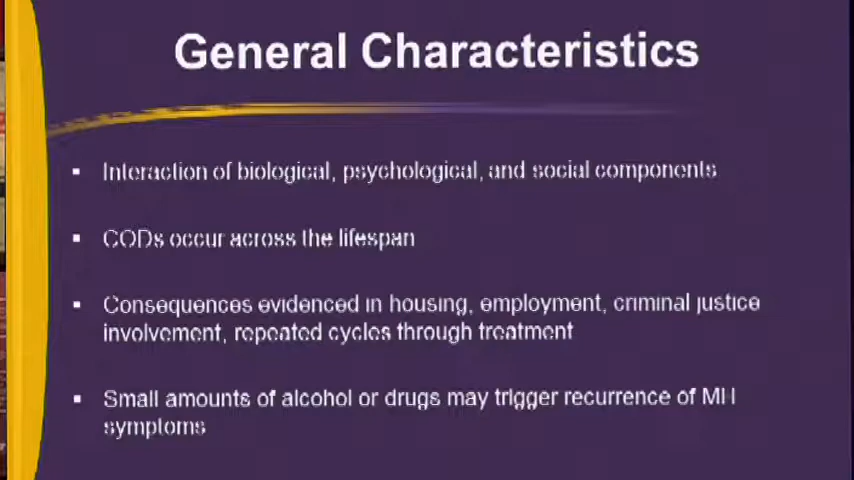 General Characteristics
▪ Interaction of biological, psychological, and social components
▪ CODs occur across the lifespan
▪ Consequences evidenced in housing, employment, criminal justice
involvement, repeated cycles through treatment
▪ Small amounts of alcohol or drugs may trigger recurrence of MH
symptoms